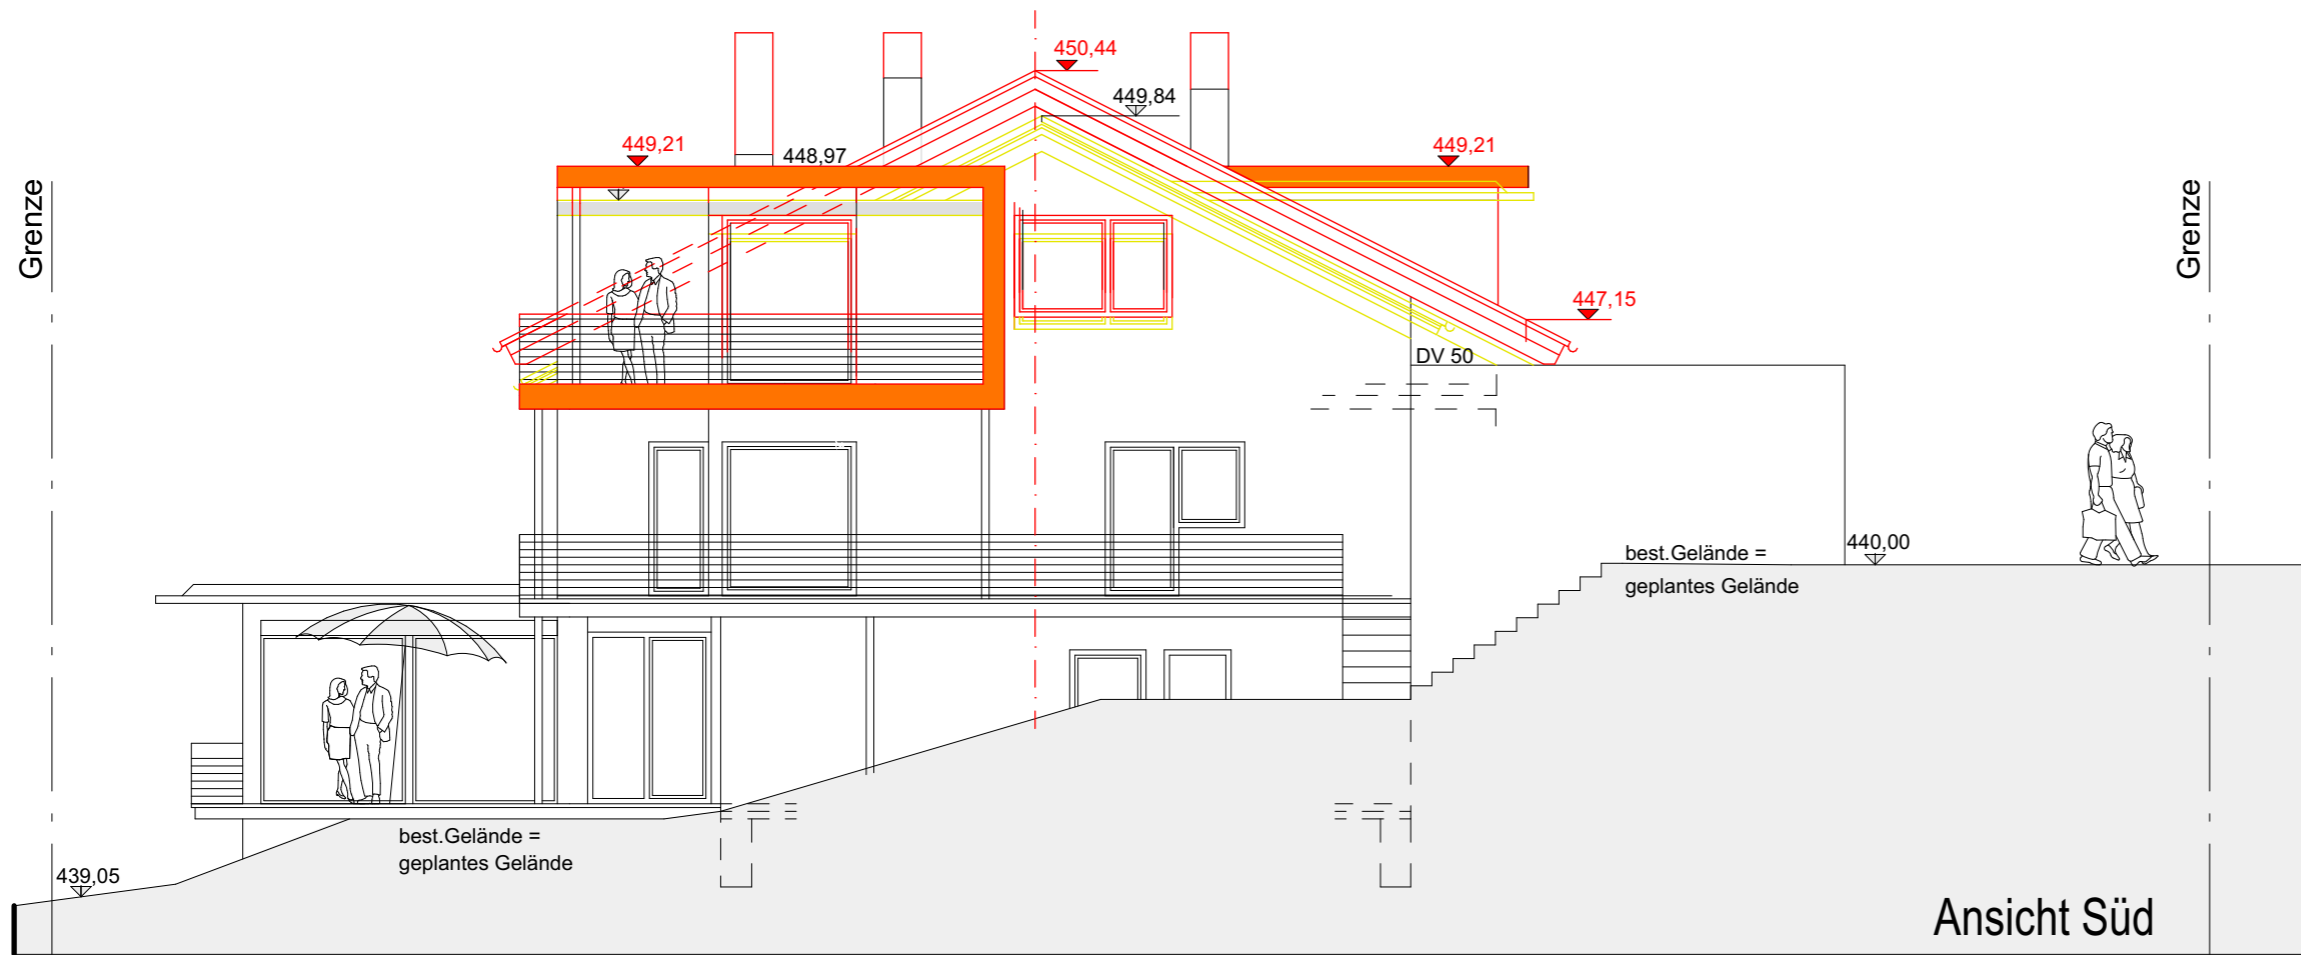 450,44
449,84
449,21
448,97
449,21
Grenze
Grenze
447,15
DV 50
best.Gelände =
geplantes Gelände
440,00
best.Gelände =
geplantes Gelände
439,05
Ansicht Süd